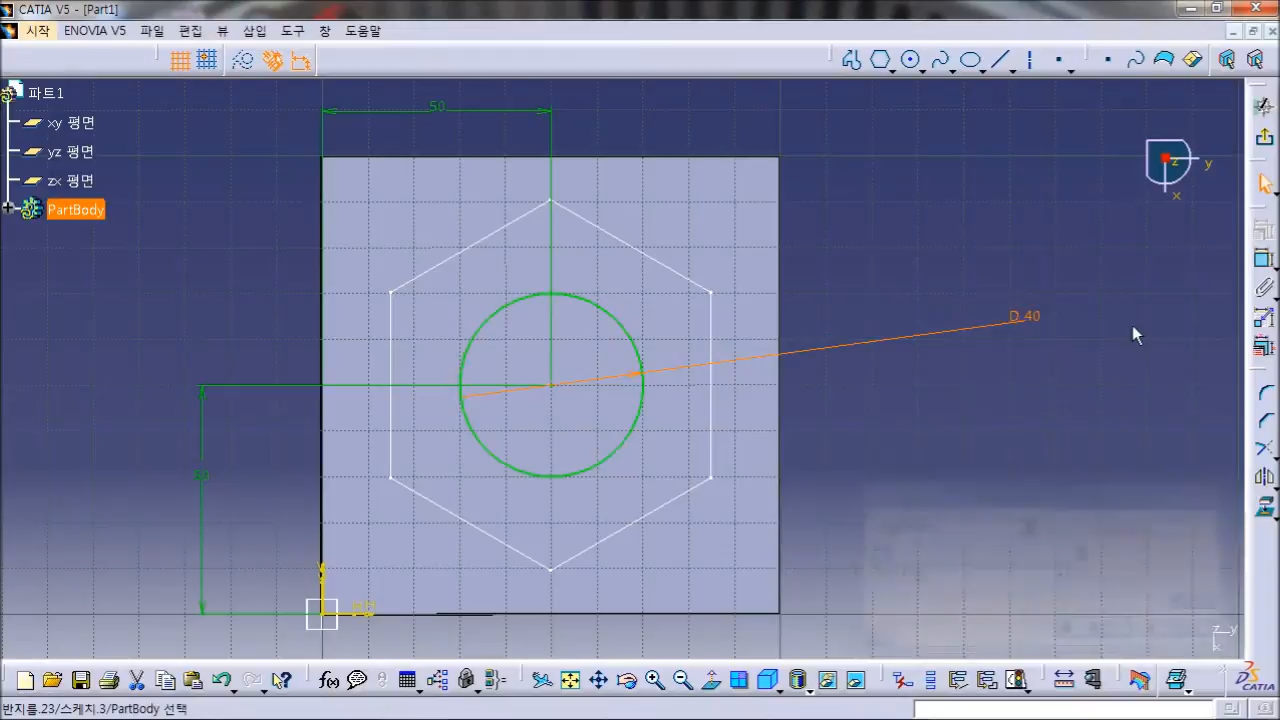 CATIA V5 - [Part1]
시작 ENOVIA V5 파일 편집 뷰 삽입 도구 창 도움말
파트1
xy 평면
yz 평면
zx 평면
PartBody
50
D 40
z
y
x
z y
x
f(x)
CATIA
반지름.23/스케치.3/PartBody 선택